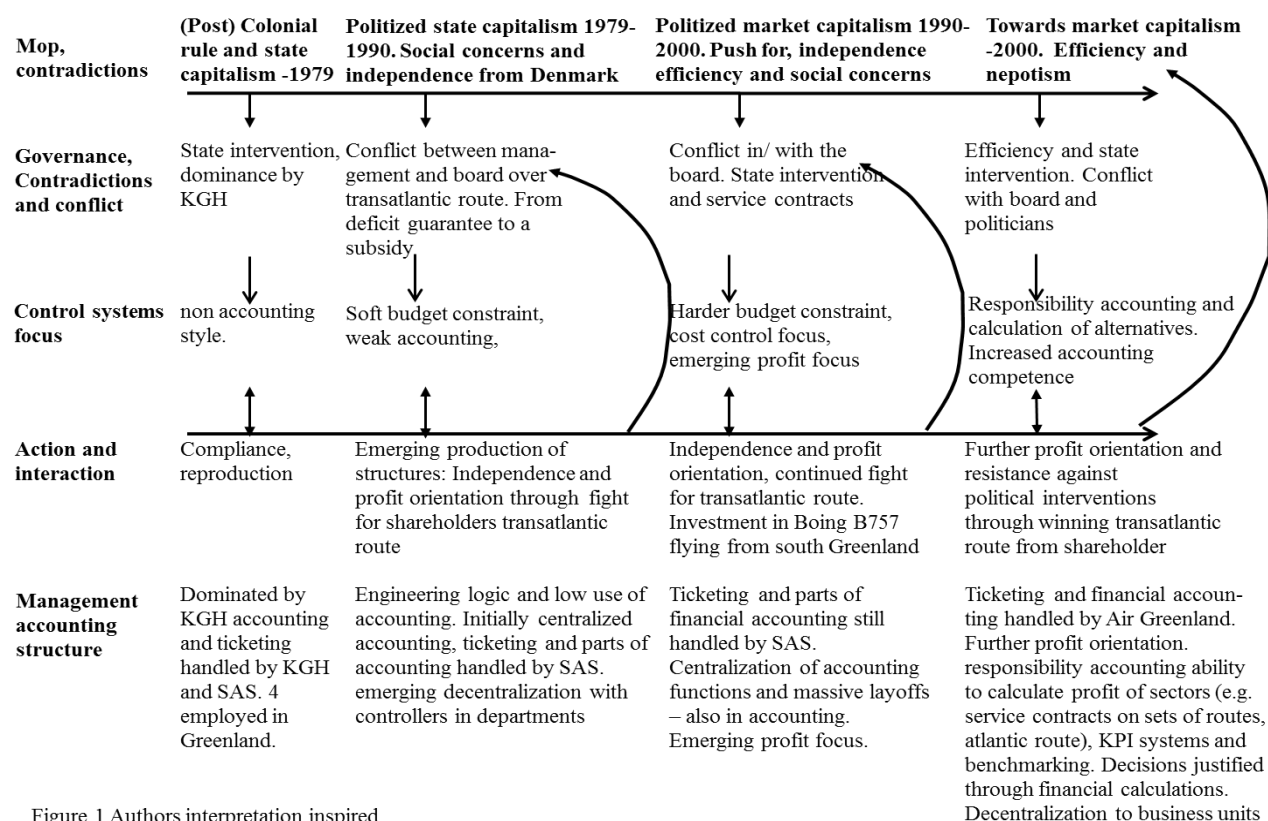 Mop,
contradictions
(Post) Colonial
rule and state
capitalism -1979
Politized state capitalism 1979-
1990. Social concerns and
independence from Denmark
Politized market capitalism 1990-
2000. Push for, independence
efficiency and social concerns
Towards market capitalism
-2000. Efficiency and
nepotism
Governance,
Contradictions
and conflict
State intervention,
dominance by
KGH
Conflict between mana-
gement and board over
transatlantic route. From
deficit guarantee to a
subsidy
Conflict in/ with the
board. State intervention
and service contracts
Efficiency and state
intervention. Conflict
with board and
politicians
Control systems
focus
non accounting
style.
Soft budget constraint,
weak accounting,
Harder budget constraint,
cost control focus,
emerging profit focus
Responsibility accounting and
calculation of alternatives.
Increased accounting
competence
Action and
interaction
Compliance,
reproduction
Emerging production of
structures: Independence and
profit orientation through fight
for shareholders transatlantic
route
Independence and profit
orientation, continued fight
for transatlantic route.
Investment in Boing B757
flying from south Greenland
Further profit orientation and
resistance against
political interventions
through winning transatlantic
route from shareholder
Management
accounting
structure
Dominated by
KGH accounting
and ticketing
handled by KGH
and SAS. 4
employed in
Greenland.
Engineering logic and low use of
accounting. Initially centralized
accounting, ticketing and parts of
accounting handled by SAS.
emerging decentralization with
controllers in departments
Ticketing and parts of
financial accounting still
handled by SAS.
Centralization of accounting
functions and massive layoffs
– also in accounting.
Emerging profit focus.
Ticketing and financial accoun-
ting handled by Air Greenland.
Further profit orientation.
responsibility accounting ability
to calculate profit of sectors (e.g.
service contracts on sets of routes,
atlantic route), KPI systems and
benchmarking. Decisions justified
through financial calculations.
Decentralization to business units
Figure 1 Authors interpretation inspired